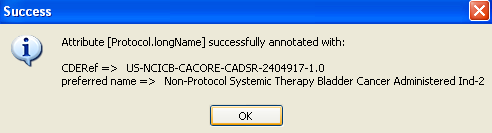 Success
Attribute [Protocol.longName] successfully annotated with:
CDERef => US-NCICB-CACORE-CADSR-2404917-1.0
preferred name => Non-Protocol Systemic Therapy Bladder Cancer Administered Ind-2
OK